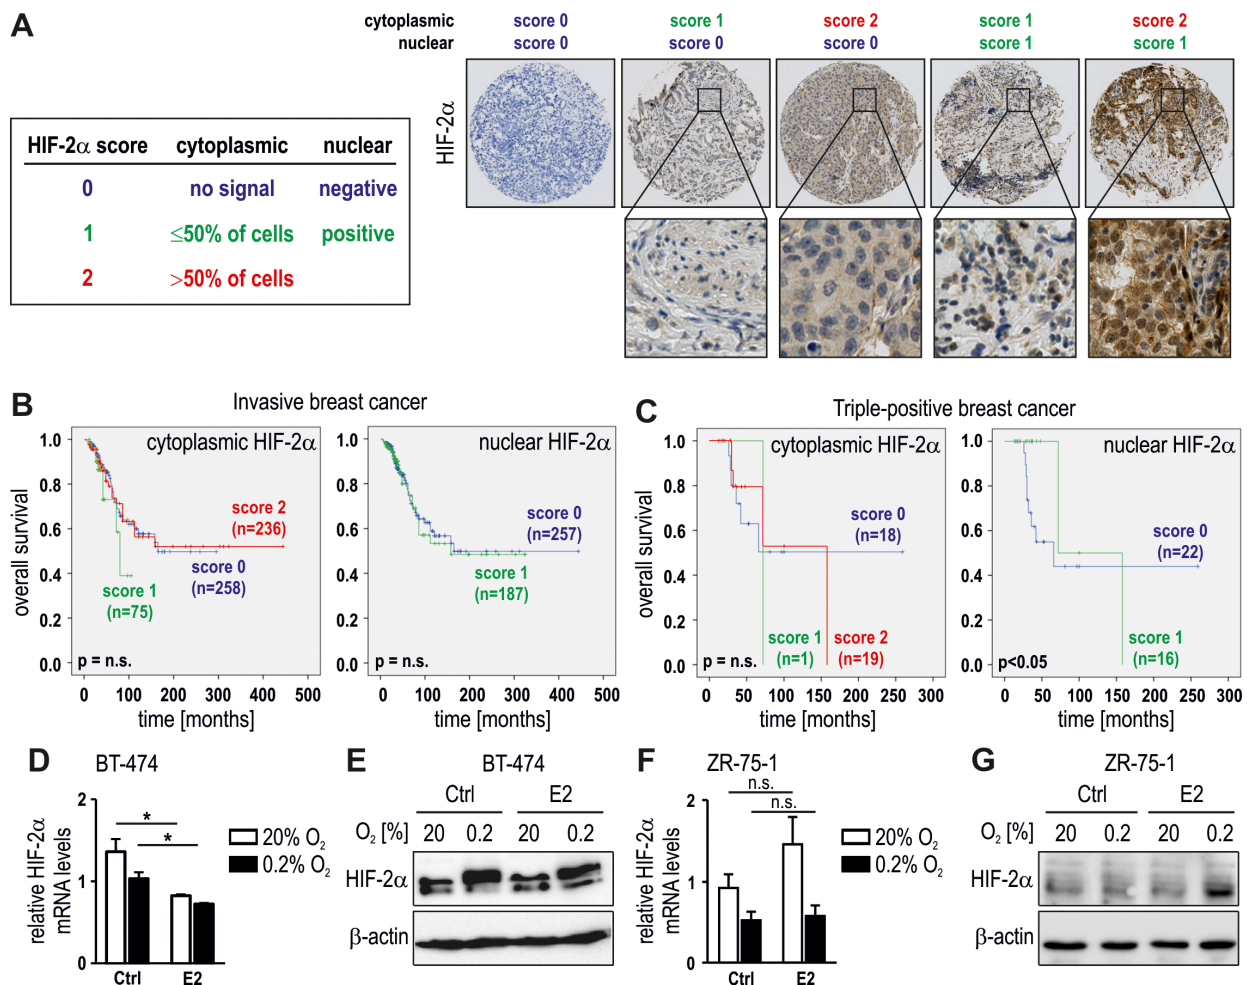 A
cytoplasmic score 0 score 1 score 2 score 1 score 2
nuclear score 0 score 0 score 0 score 1 score 1
HIF-2α
HIF-2α score cytoplasmic nuclear
0 no signal negative
1 ≤50% of cells positive
2 >50% of cells
B
Invasive breast cancer
cytoplasmic HIF-2α
overall survival
1.0
0.8
0.6
0.4
0.2
0.0
score 2
(n=236)
score 0
(n=258)
score 1
(n=75)
p = n.s.
0 100 200 300 400 500
time [months]
nuclear HIF-2α
1.0
0.8
0.6
0.4
0.2
0.0
score 0
(n=257)
score 1
(n=187)
p = n.s.
0 100 200 300 400 500
time [months]
C
Triple-positive breast cancer
cytoplasmic HIF-2α
overall survival
1.0
0.8
0.6
0.4
0.2
0.0
score 0
(n=18)
score 1
(n=1)
score 2
(n=19)
p = n.s.
0 50 100 150 200 250 300
time [months]
nuclear HIF-2α
1.0
0.8
0.6
0.4
0.2
0.0
score 0
(n=22)
score 1
(n=16)
p<0.05
0 50 100 150 200 250 300
time [months]
D
BT-474
relative HIF-2α
mRNA levels
2
1
0
*
*
20% O2
0.2% O2
Ctrl E2
E
BT-474
Ctrl E2
O2 [%] 20 0.2 20 0.2
HIF-2α
β-actin
F
ZR-75-1
n.s.
n.s.
relative HIF-2α
mRNA levels
2
1
0
20% O2
0.2% O2
Ctrl E2
G
ZR-75-1
Ctrl E2
O2 [%] 20 0.2 20 0.2
HIF-2α
β-actin